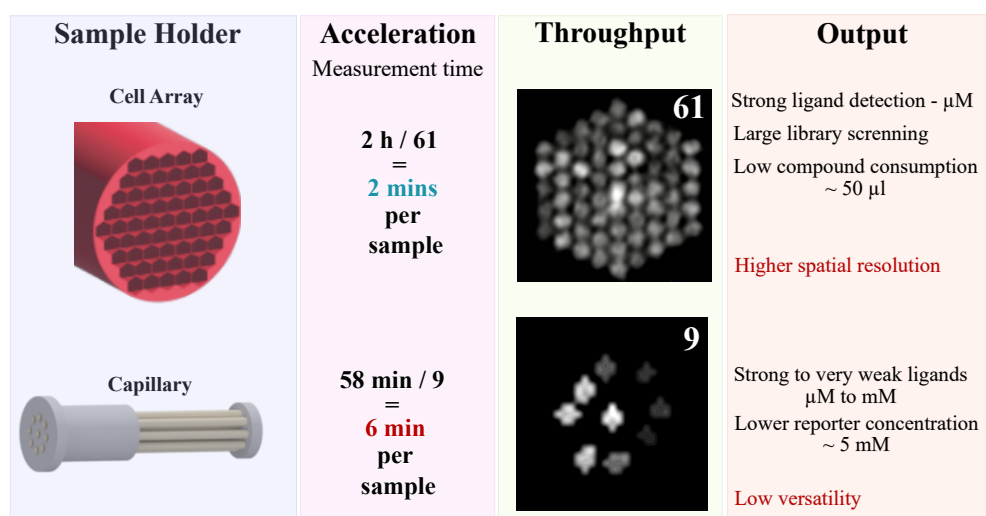 Sample Holder
Acceleration
Measurement time
Throughput
Output
Cell Array
2 h / 61
=
2 mins
per
sample
61
Strong ligand detection - µM
Large library screnning
Low compound consumption
~ 50 µl
Higher spatial resolution
Capillary
58 min / 9
=
6 min
per
sample
9
Strong to very weak ligands
µM to mM
Lower reporter concentration
~ 5 mM
Low versatility